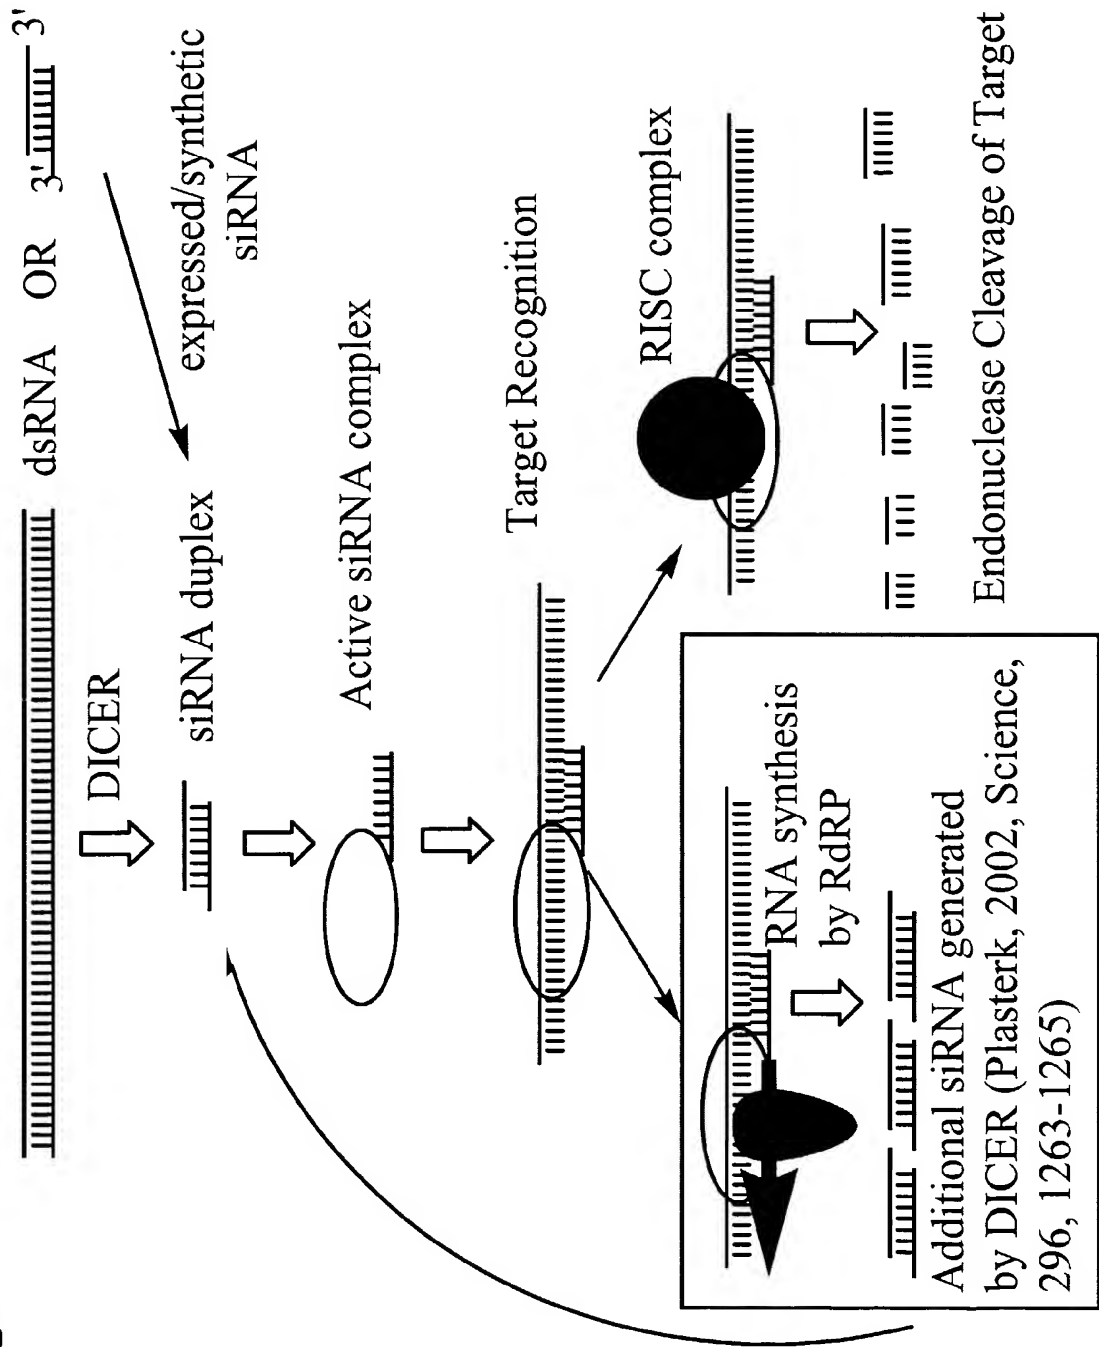 dsRNA OR 3' 3'
DICER
siRNA duplex
expressed/synthetic
siRNA
Active siRNA complex
Target Recognition
RISC complex
RNA synthesis
by RdRP
Additional siRNA generated
by DICER (Plasterk, 2002, Science,
296, 1263-1265)
Endonuclease Cleavage of Target